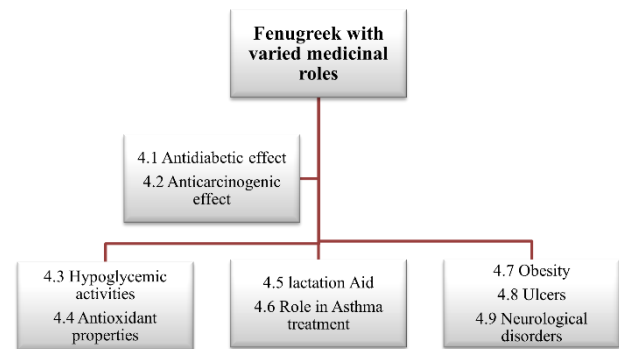 Fenugreek with
varied medicinal
roles
4.1 Antidiabetic effect
4.2 Anticarcinogenic
effect
4.3 Hypoglycemic
activities
4.4 Antioxidant
properties
4.5 lactation Aid
4.6 Role in Asthma
treatment
4.7 Obesity
4.8 Ulcers
4.9 Neurological
disorders